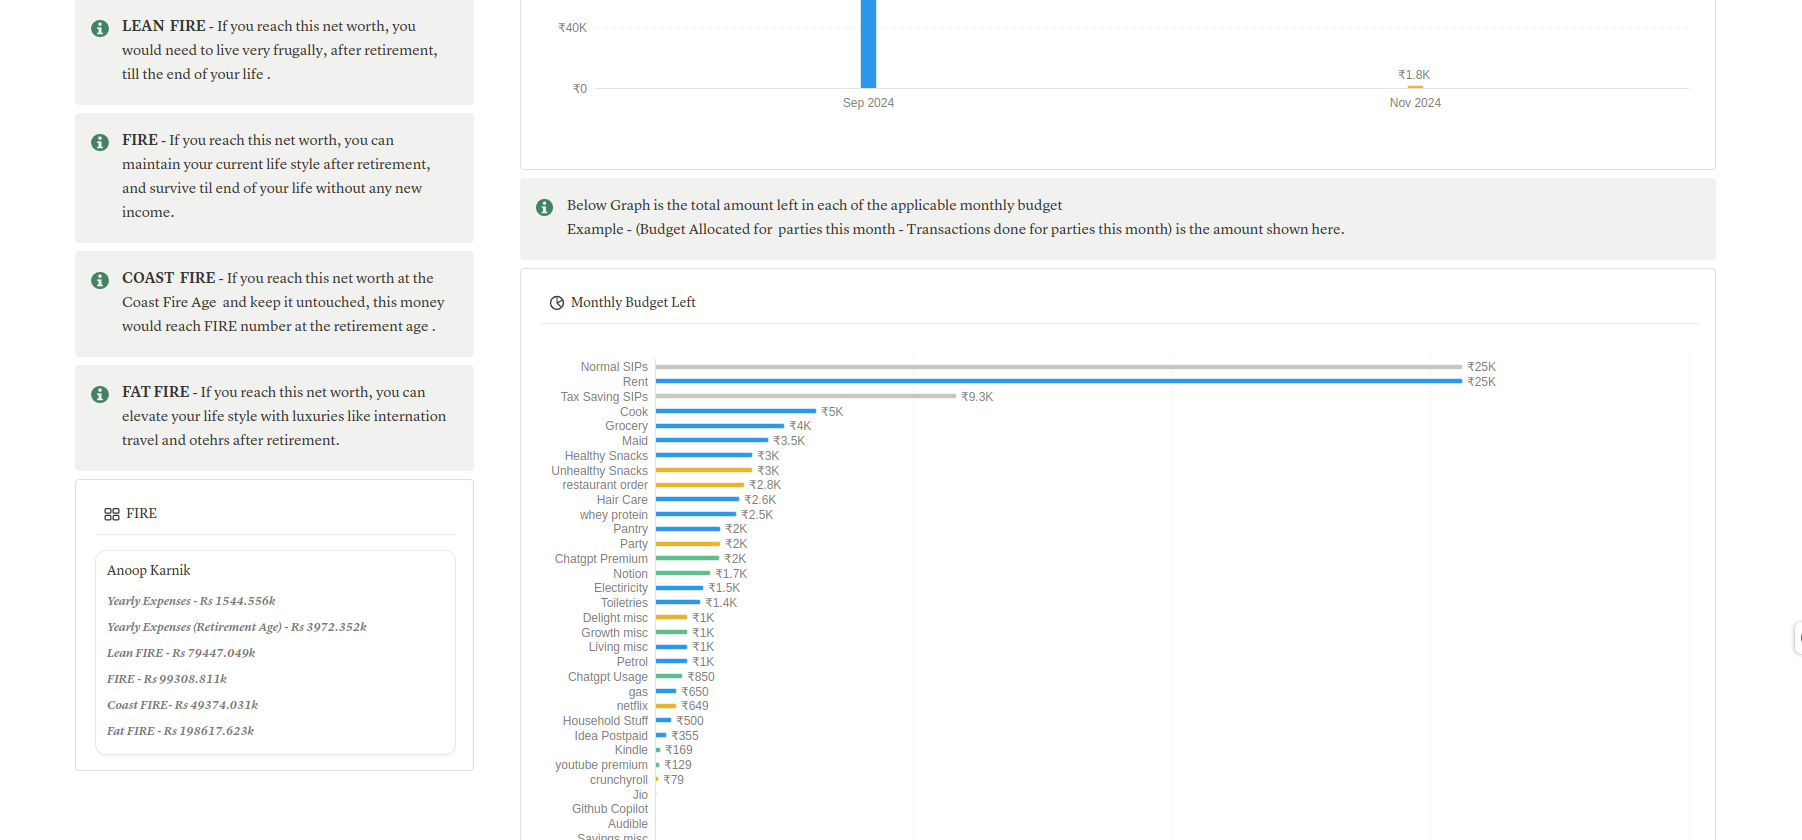 LEAN FIRE - If you reach this net worth, you
would need to live very frugally, after retirement,
till the end of your life .
FIRE - If you reach this net worth, you can
maintain your current life style after retirement,
and survive til end of your life without any new
income.
COAST FIRE - If you reach this net worth at the
Coast Fire Age and keep it untouched, this money
would reach FIRE number at the retirement age .
FAT FIRE - If you reach this net worth, you can
elevate your life style with luxuries like internation
travel and otehrs after retirement.
FIRE
Anoop Karnik
Yearly Expenses - Rs 1544.556k
Yearly Expenses (Retirement Age) - Rs 3972.352k
Lean FIRE - Rs 79447.049k
FIRE - Rs 99308.811k
Coast FIRE- Rs 49374.031k
Fat FIRE - Rs 198617.623k
₹40K
₹0
₹1.8K
Sep 2024
Nov 2024
Below Graph is the total amount left in each of the applicable monthly budget
Example - (Budget Allocated for parties this month - Transactions done for parties this month) is the amount shown here.
Monthly Budget Left
Normal SIPs ₹25K
Rent ₹25K
Tax Saving SIPs ₹9.3K
Cook ₹5K
Grocery ₹4K
Maid ₹3.5K
Healthy Snacks ₹3K
Unhealthy Snacks ₹3K
restaurant order ₹2.8K
Hair Care ₹2.6K
whey protein ₹2.5K
Pantry ₹2K
Party ₹2K
Chatgpt Premium ₹2K
Notion ₹1.7K
Electiricity ₹1.5K
Toiletries ₹1.4K
Delight misc ₹1K
Growth misc ₹1K
Living misc ₹1K
Petrol ₹1K
Chatgpt Usage ₹850
gas ₹650
netflix ₹649
Household Stuff ₹500
Idea Postpaid ₹355
Kindle ₹169
youtube premium ₹129
crunchyroll ₹79
Jio
Github Copilot
Audible
Savings misc